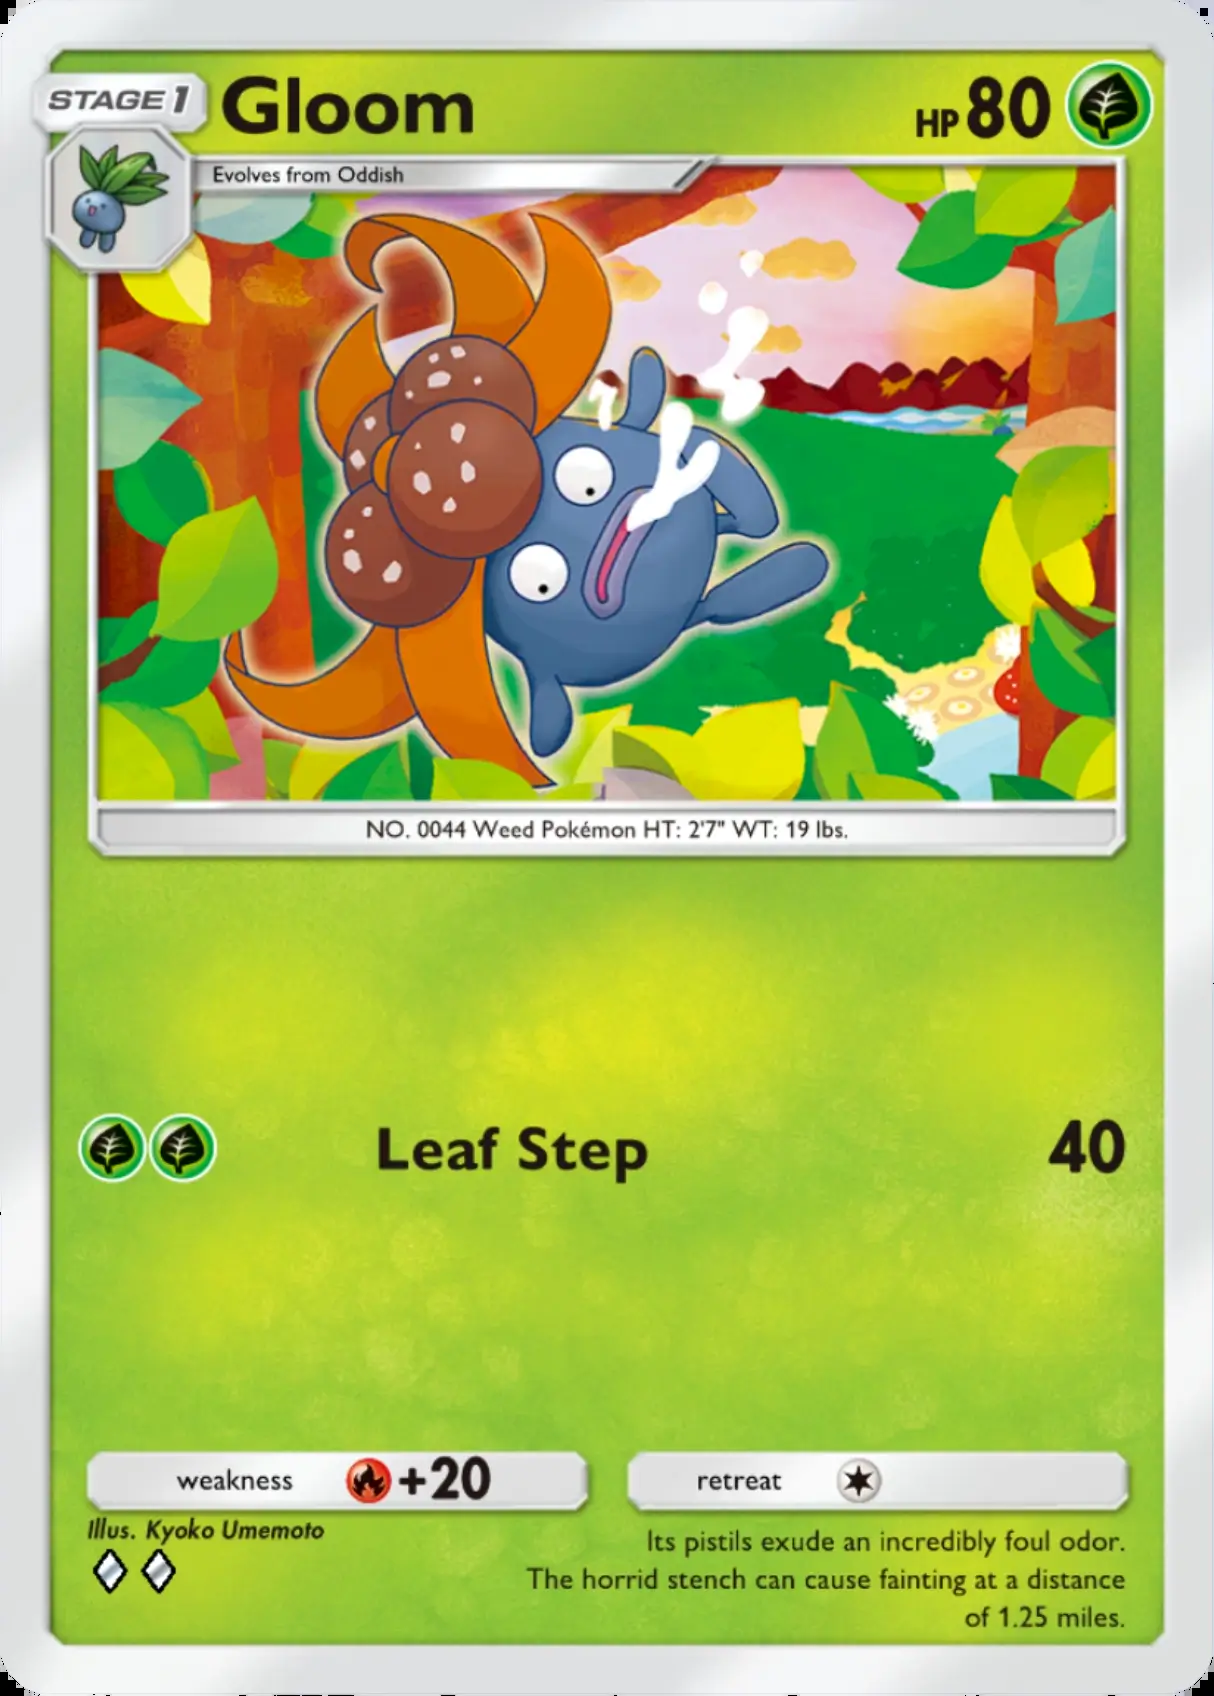 STAGE 1
Gloom
HP 80
Evolves from Oddish
NO. 0044 Weed Pokémon HT: 2'7" WT: 19 lbs.
Leaf Step
40
weakness +20
retreat
Illus. Kyoko Umemoto
Its pistils exude an incredibly foul odor.
The horrid stench can cause fainting at a distance
of 1.25 miles.